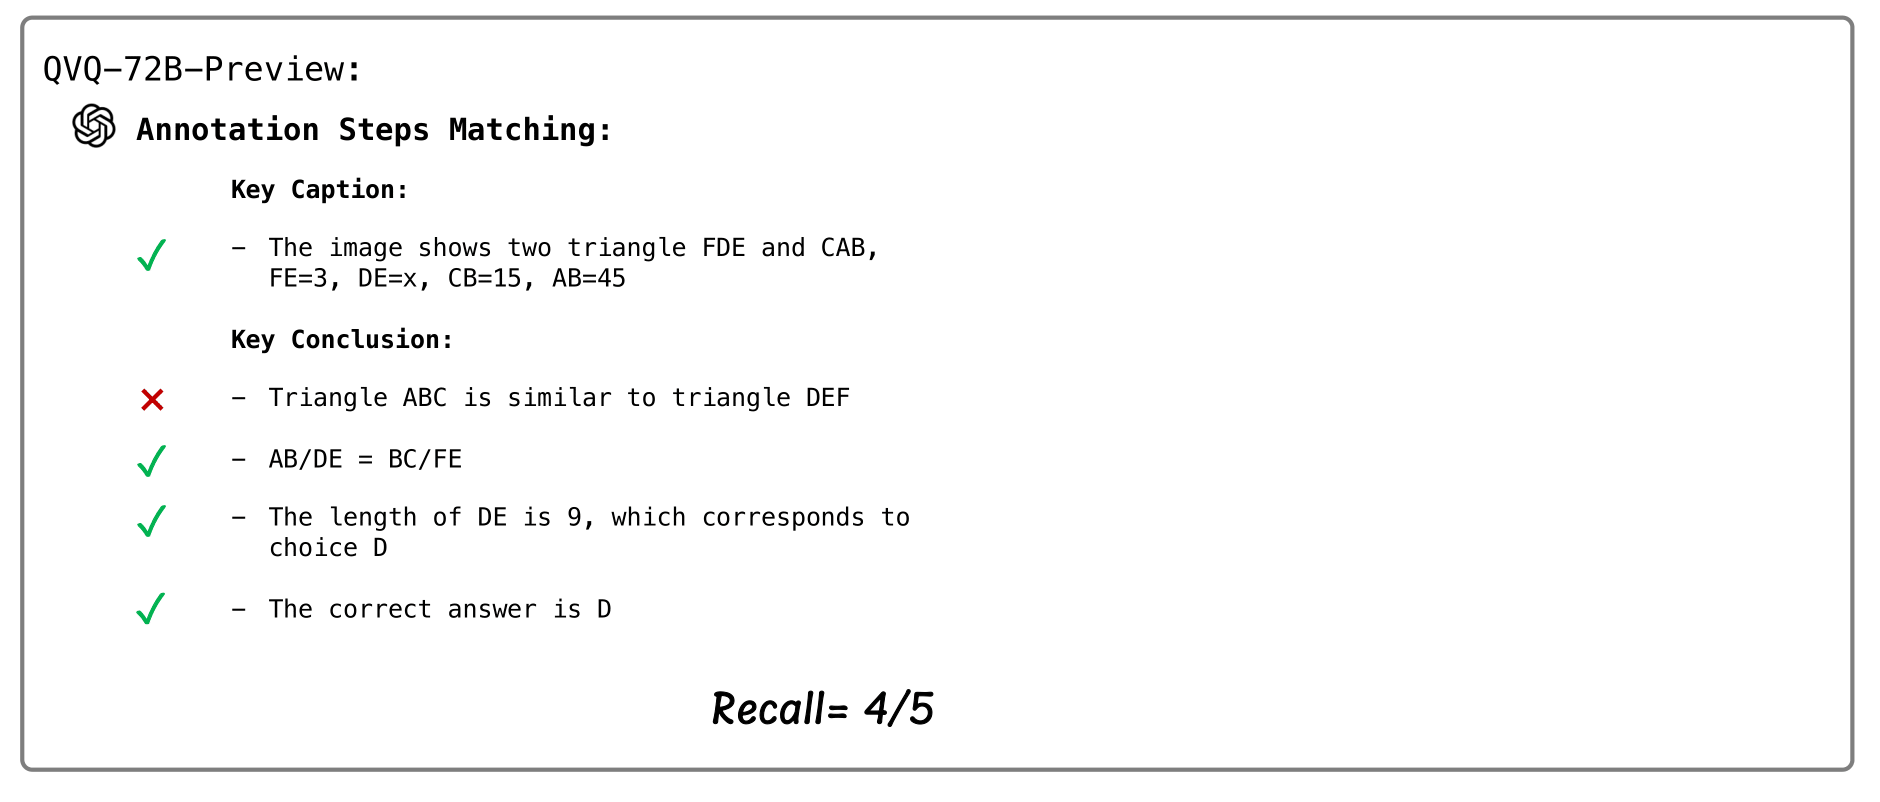 QVQ-72B-Preview:
Annotation Steps Matching:
Key Caption:
✓ – The image shows two triangle FDE and CAB,
FE=3, DE=x, CB=15, AB=45
Key Conclusion:
✗ – Triangle ABC is similar to triangle DEF
✓ – AB/DE = BC/FE
✓ – The length of DE is 9, which corresponds to
choice D
✓ – The correct answer is D
Recall= 4/5